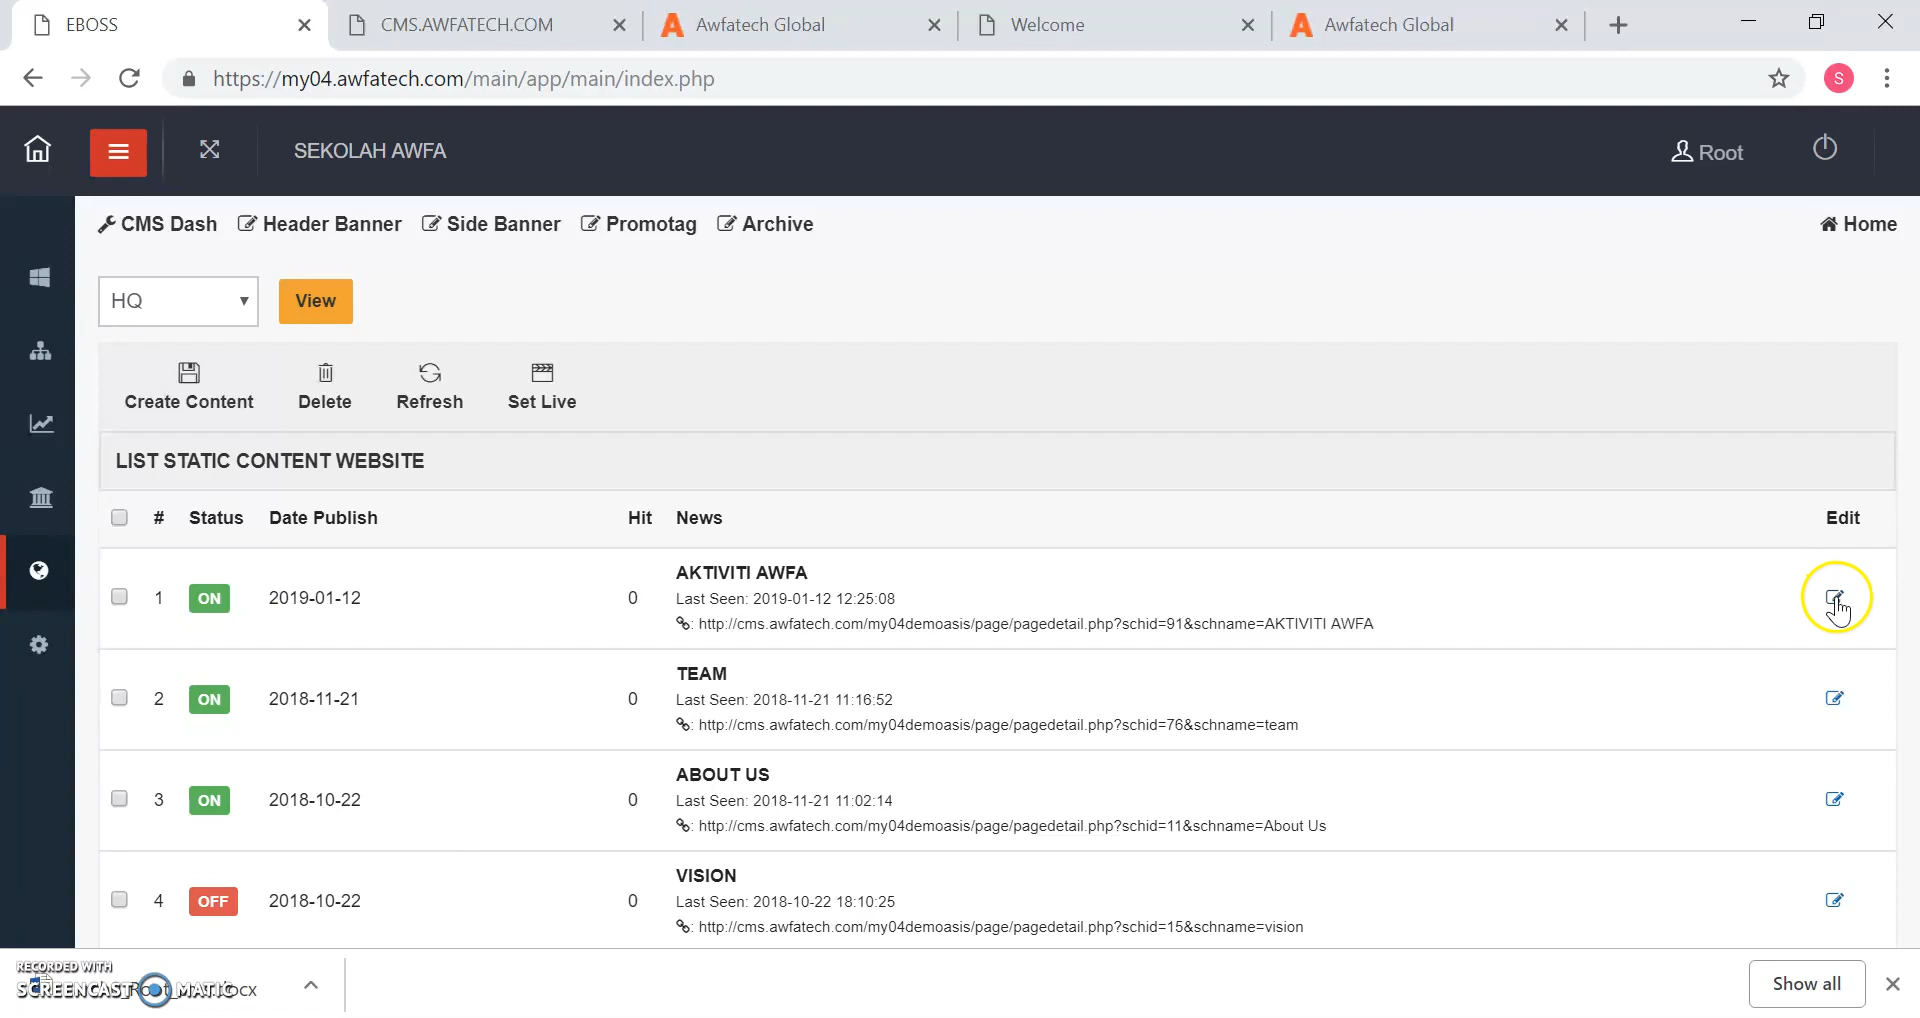 EBOSS
CMS.AWFATECH.COM
Awfatech Global
Welcome
Awfatech Global
https://my04.awfatech.com/main/app/main/index.php
S
SEKOLAH AWFA
Root
CMS Dash Header Banner Side Banner Promotag Archive Home
HQ View
Create Content Delete Refresh Set Live
LIST STATIC CONTENT WEBSITE
# Status Date Publish Hit News Edit
AKTIVITI AWFA
1 ON 2019-01-12 0 Last Seen: 2019-01-12 12:25:08
: http://cms.awfatech.com/my04demoasis/page/pagedetail.php?schid=91&schname=AKTIVITI AWFA
TEAM
2 ON 2018-11-21 0 Last Seen: 2018-11-21 11:16:52
: http://cms.awfatech.com/my04demoasis/page/pagedetail.php?schid=76&schname=team
ABOUT US
3 ON 2018-10-22 0 Last Seen: 2018-11-21 11:02:14
: http://cms.awfatech.com/my04demoasis/page/pagedetail.php?schid=11&schname=About Us
VISION
4 OFF 2018-10-22 0 Last Seen: 2018-10-22 18:10:25
: http://cms.awfatech.com/my04demoasis/page/pagedetail.php?schid=15&schname=vision
RECORDED WITH
SCREENCAST MATIC
Show all